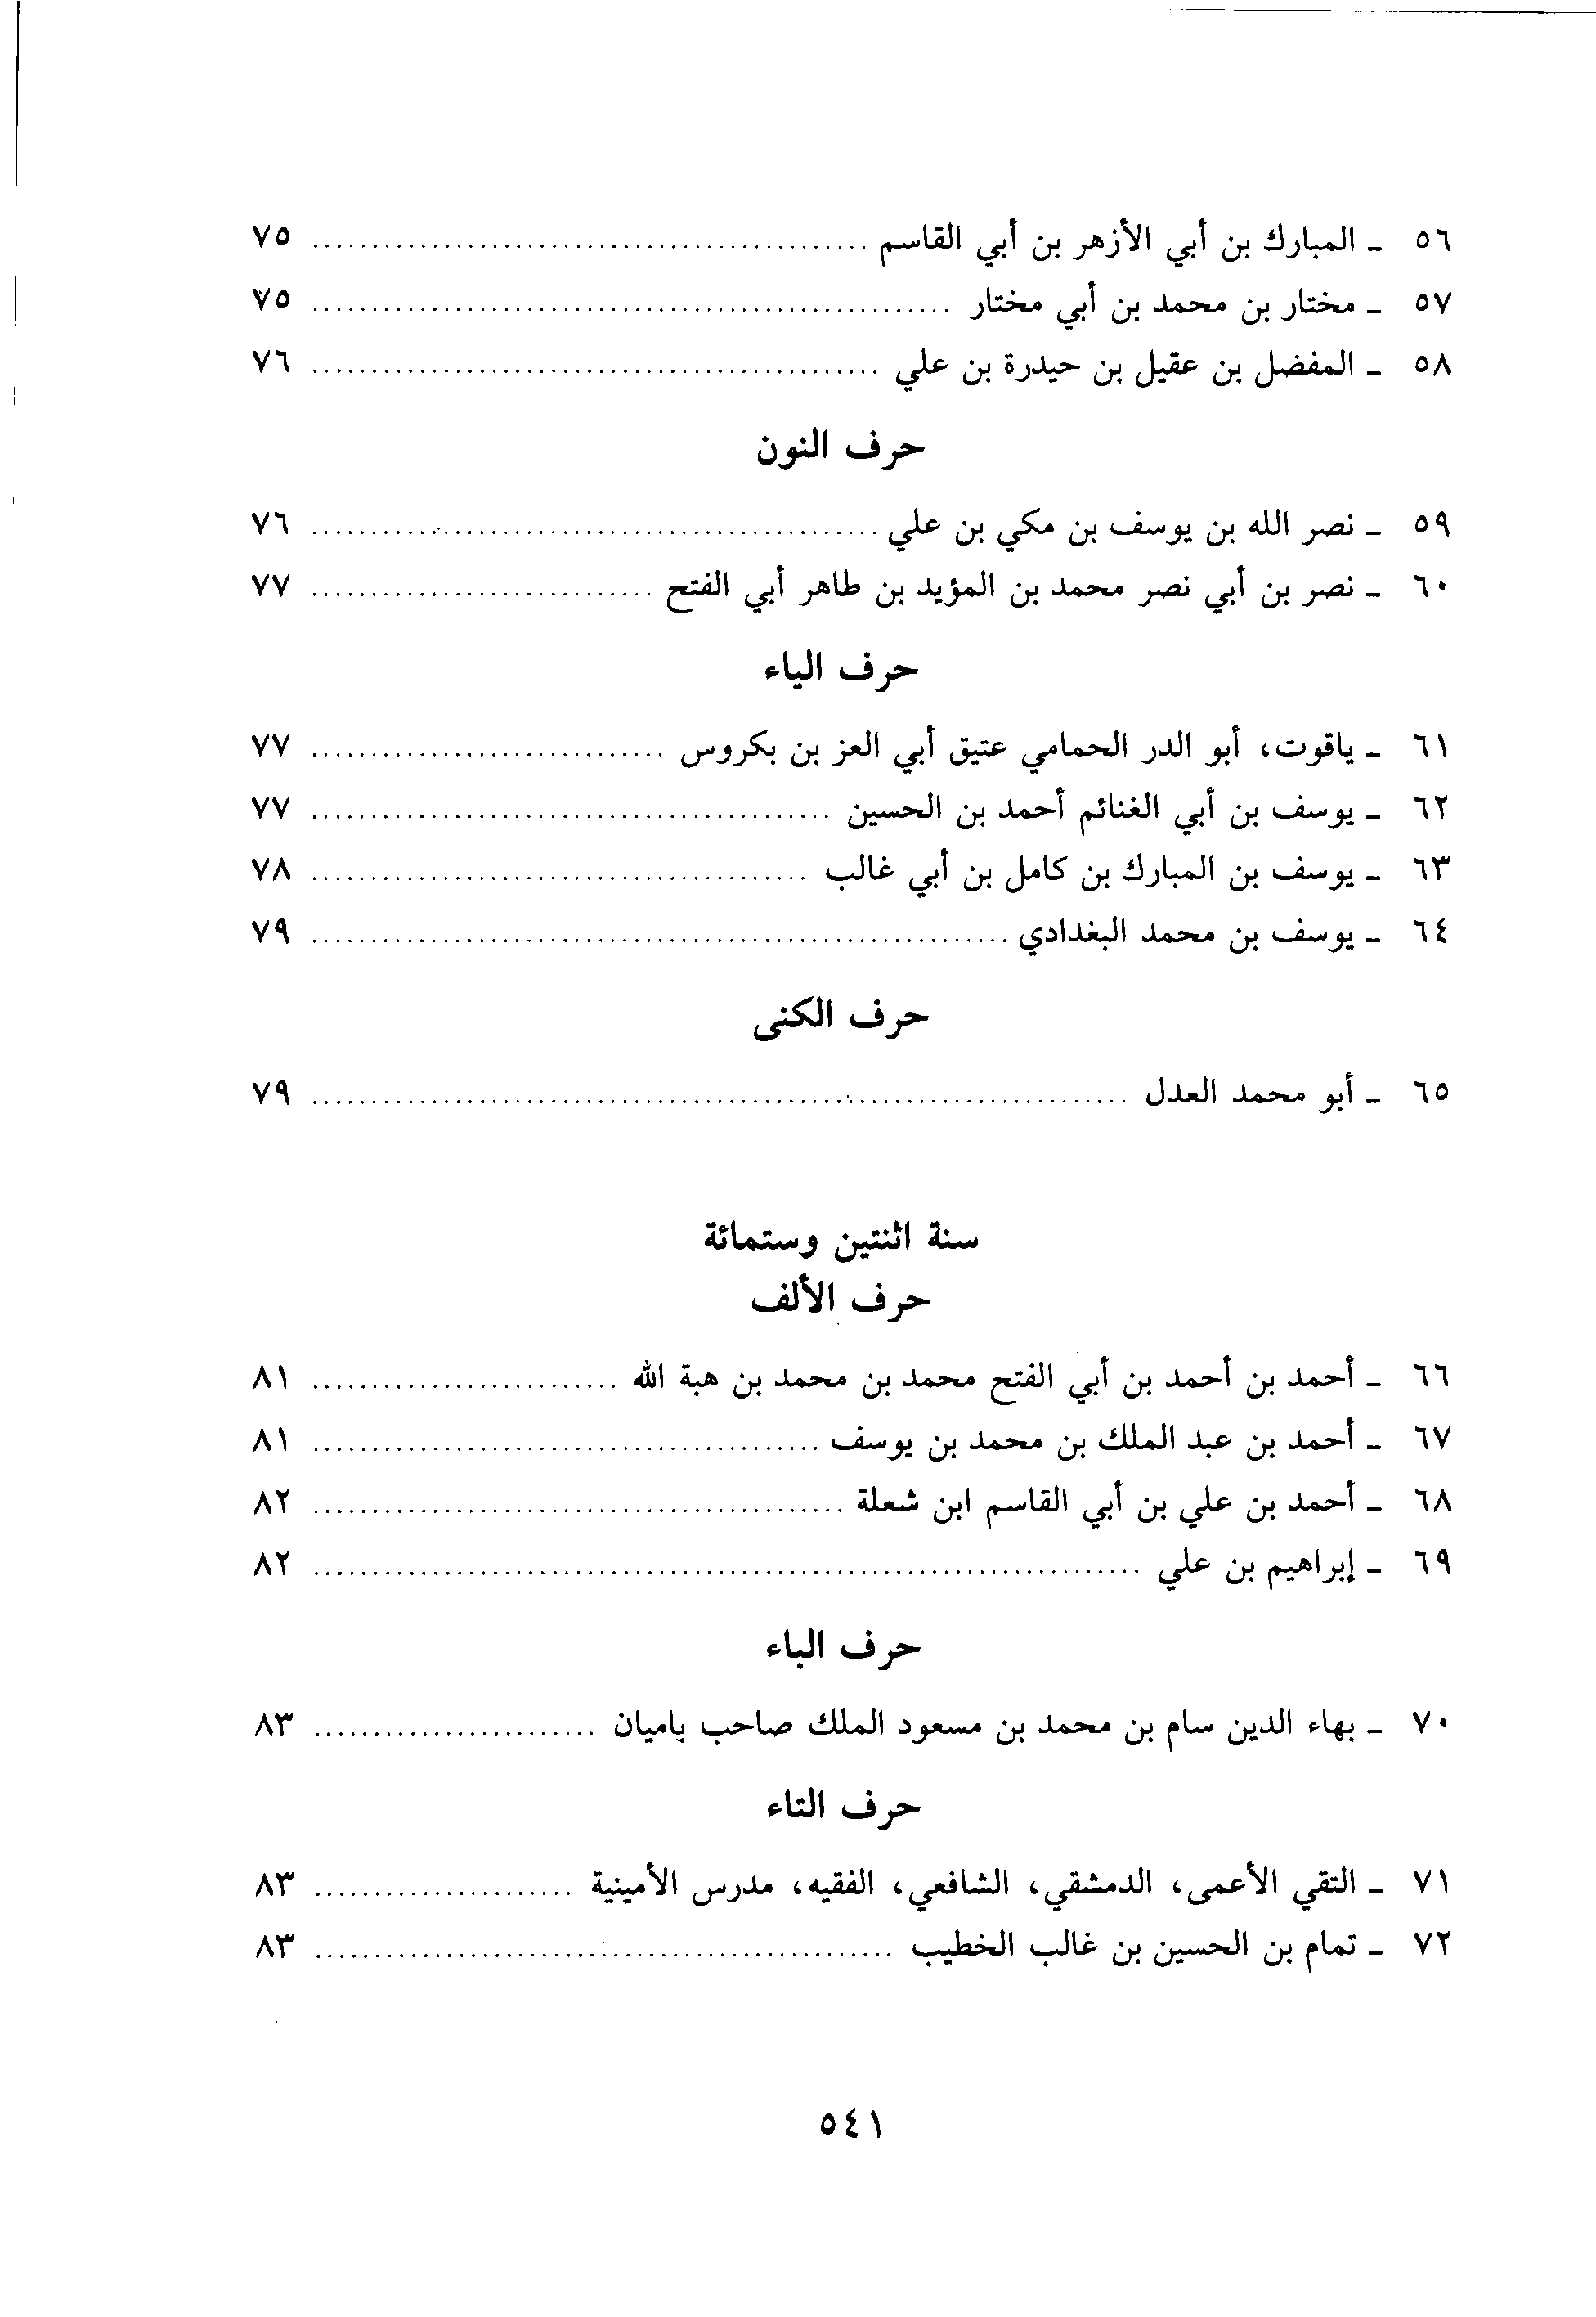 ٥٦ - المبارك بن أبي الأزهر بن أبي القاسم ........ ٧٥
٥٧ - مختار بن محمد بن أبي مختار ........ ٧٥
٥٨ - المفضل بن عقيل بن حيدرة بن علي ........ ٧٦
حرف النون
٥٩ - نصر الله بن يوسف بن مكي بن علي ........ ٧٦
٦٠ - نصر بن أبي نصر محمد بن المؤيد بن طاهر أبي الفتح ........ ٧٧
حرف الياء
٦١ - ياقوت، أبو الدر الحمامي عتيق أبي العز بن بكروس ........ ٧٧
٦٢ - يوسف بن أبي الغنائم أحمد بن الحسين ........ ٧٧
٦٣ - يوسف بن المبارك بن كامل بن أبي غالب ........ ٧٨
٦٤ - يوسف بن محمد البغدادي ........ ٧٩
حرف الكنى
٦٥ - أبو محمد العدل ........ ٧٩
سنة اثنتين وستمائة
حرف الألف
٦٦ - أحمد بن أحمد بن أبي الفتح محمد بن محمد بن هبة الله ........ ٨١
٦٧ - أحمد بن عبد الملك بن محمد بن يوسف ........ ٨١
٦٨ - أحمد بن علي بن أبي القاسم ابن شعلة ........ ٨٢
٦٩ - إبراهيم بن علي ........ ٨٢
حرف الباء
٧٠ - بهاء الدين سام بن محمد بن مسعود الملك صاحب باميان ........ ٨٣
حرف التاء
٧١ - التقي الأعمى، الدمشقي، الشافعي، الفقيه، مدرس الأمينية ........ ٨٣
٧٢ - تمام بن الحسين بن غالب الخطيب ........ ٨٣
٥٤١